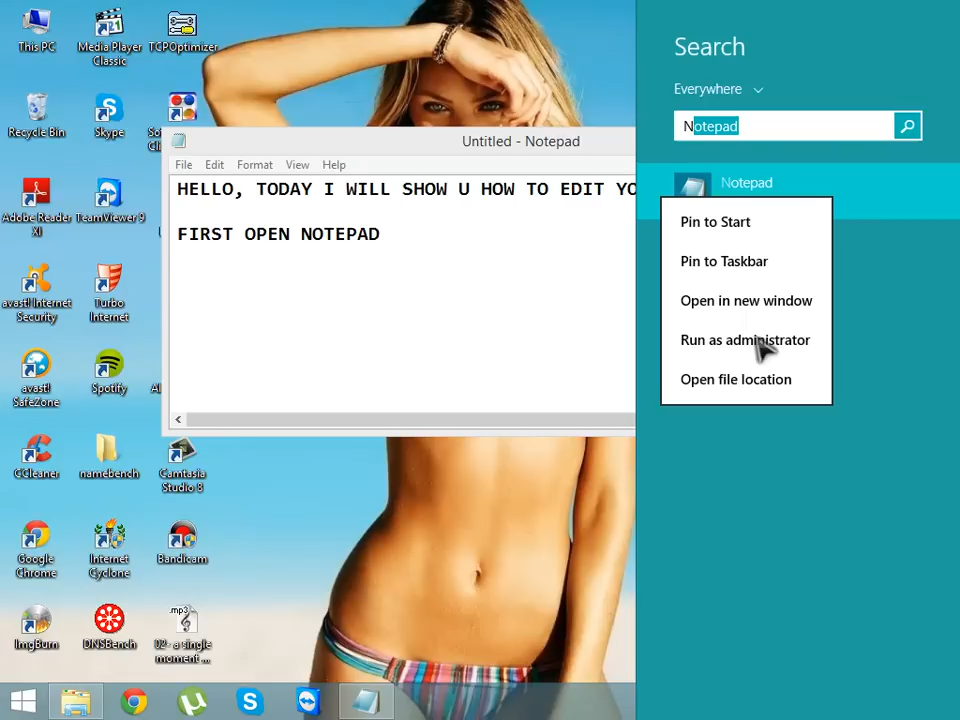 This PC
Media Player
Classic
TCPOptimizer
Recycle Bin
Skype
Adobe Reader
XI
TeamViewer 9
avast! Internet
Security
Turbo
Internet
avast!
SafeZone
Spotify
CCleaner
namebench
Camtasia
Studio 8
Google
Chrome
Internet
Cyclone
Bandicam
ImgBurn
DNSBench
.mp3
02- a single
moment ...
Untitled - Notepad
File Edit Format View Help
HELLO, TODAY I WILL SHOW U HOW TO EDIT YO
FIRST OPEN NOTEPAD
Search
Everywhere
Notepad
Notepad
Pin to Start
Pin to Taskbar
Open in new window
Run as administrator
Open file location